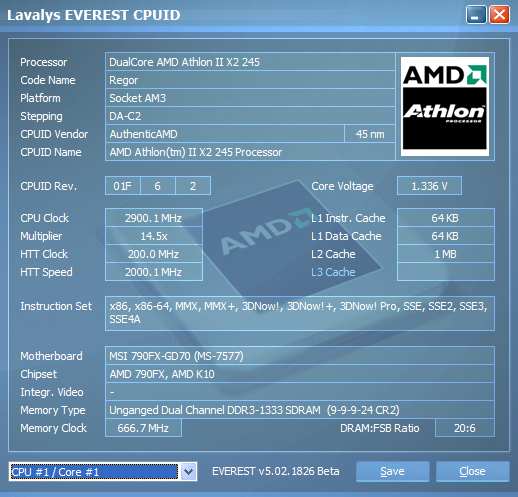 Lavalys EVEREST CPUID
Processor DualCore AMD Athlon II X2 245
Code Name Regor
Platform Socket AM3
Stepping DA-C2
CPUID Vendor AuthenticAMD 45 nm
CPUID Name AMD Athlon(tm) II X2 245 Processor
AMD
Athlon
PROCESSOR
CPUID Rev. 01F 6 2 Core Voltage 1.336 V
CPU Clock 2900.1 MHz L1 Instr. Cache 64 KB
Multiplier 14.5x L1 Data Cache 64 KB
HTT Clock 200.0 MHz L2 Cache 1 MB
HTT Speed 2000.1 MHz L3 Cache
AMD
Instruction Set x86, x86-64, MMX, MMX+, 3DNow!, 3DNow!+, 3DNow! Pro, SSE, SSE2, SSE3,
SSE4A
Motherboard MSI 790FX-GD70 (MS-7577)
Chipset AMD 790FX, AMD K10
Integr. Video -
Memory Type Unganged Dual Channel DDR3-1333 SDRAM (9-9-9-24 CR2)
Memory Clock 666.7 MHz DRAM:FSB Ratio 20:6
CPU #1 / Core #1 EVEREST v5.02.1826 Beta Save Close